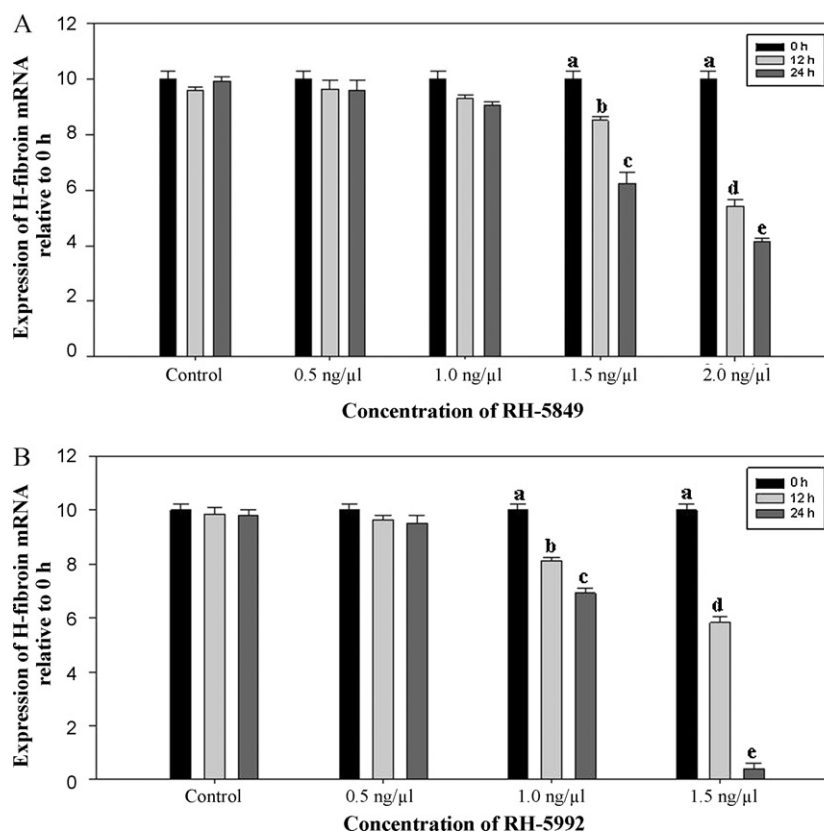 A
12
10
8
6
4
2
0
Expression of H-fibroin mRNA
relative to 0 h
0 h
12 h
24 h
a
b
c
a
d
e
Control
0.5 ng/µl
1.0 ng/µl
1.5 ng/µl
2.0 ng/µl
Concentration of RH-5849
B
12
10
8
6
4
2
0
Expression of H-fibroin mRNA
relative to 0 h
0 h
12 h
24 h
a
b
c
a
d
e
Control
0.5 ng/µl
1.0 ng/µl
1.5 ng/µl
Concentration of RH-5992